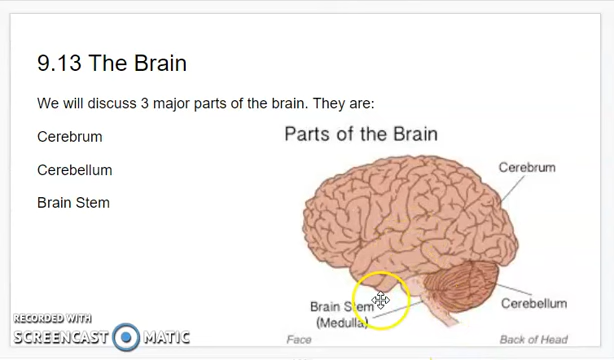 9.13 The Brain
We will discuss 3 major parts of the brain. They are:
Cerebrum
Cerebellum
Brain Stem
Parts of the Brain
Cerebrum
Brain Stem
(Medulla)
Cerebellum
Face
Back of Head
RECORDED WITH
SCREENCAST MATIC